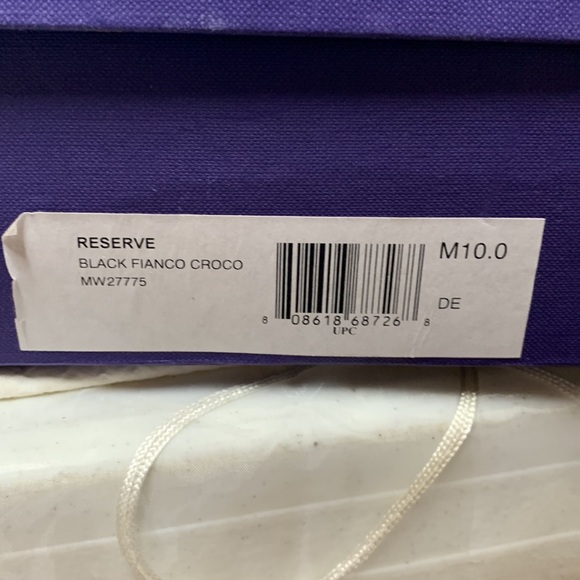 RESERVE
BLACK FIANCO CROCO
MW27775
8 08618 68726 8
UPC
M10.0
DE